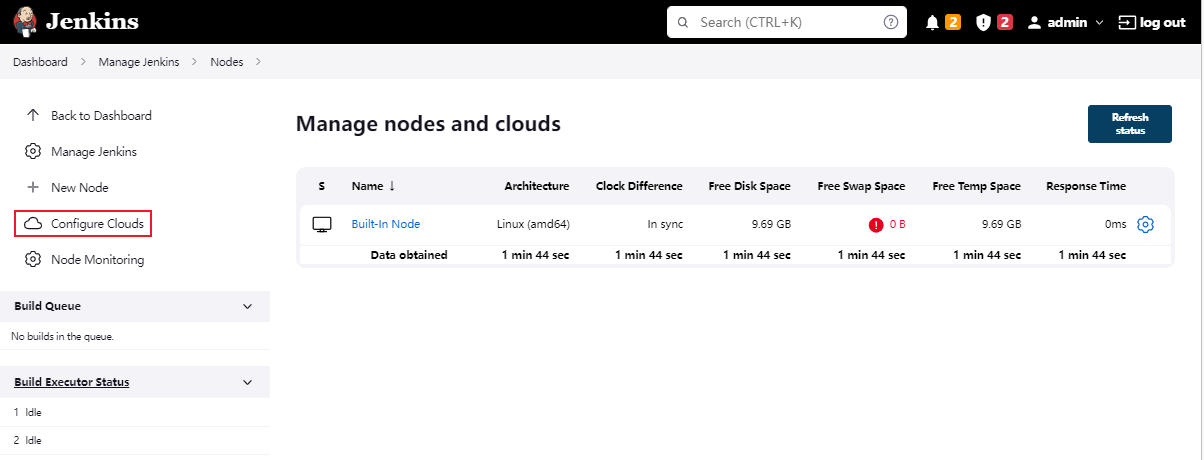 Jenkins
Search (CTRL+K)
?
2
2
admin
log out
Dashboard > Manage Jenkins > Nodes >
Back to Dashboard
Manage Jenkins
New Node
Configure Clouds
Node Monitoring
Build Queue
No builds in the queue.
Build Executor Status
1 Idle
2 Idle
Manage nodes and clouds
Refresh
status
S Name ↓ Architecture Clock Difference Free Disk Space Free Swap Space Free Temp Space Response Time
Built-In Node Linux (amd64) In sync 9.69 GB ! 0 B 9.69 GB 0ms
Data obtained 1 min 44 sec 1 min 44 sec 1 min 44 sec 1 min 44 sec 1 min 44 sec 1 min 44 sec